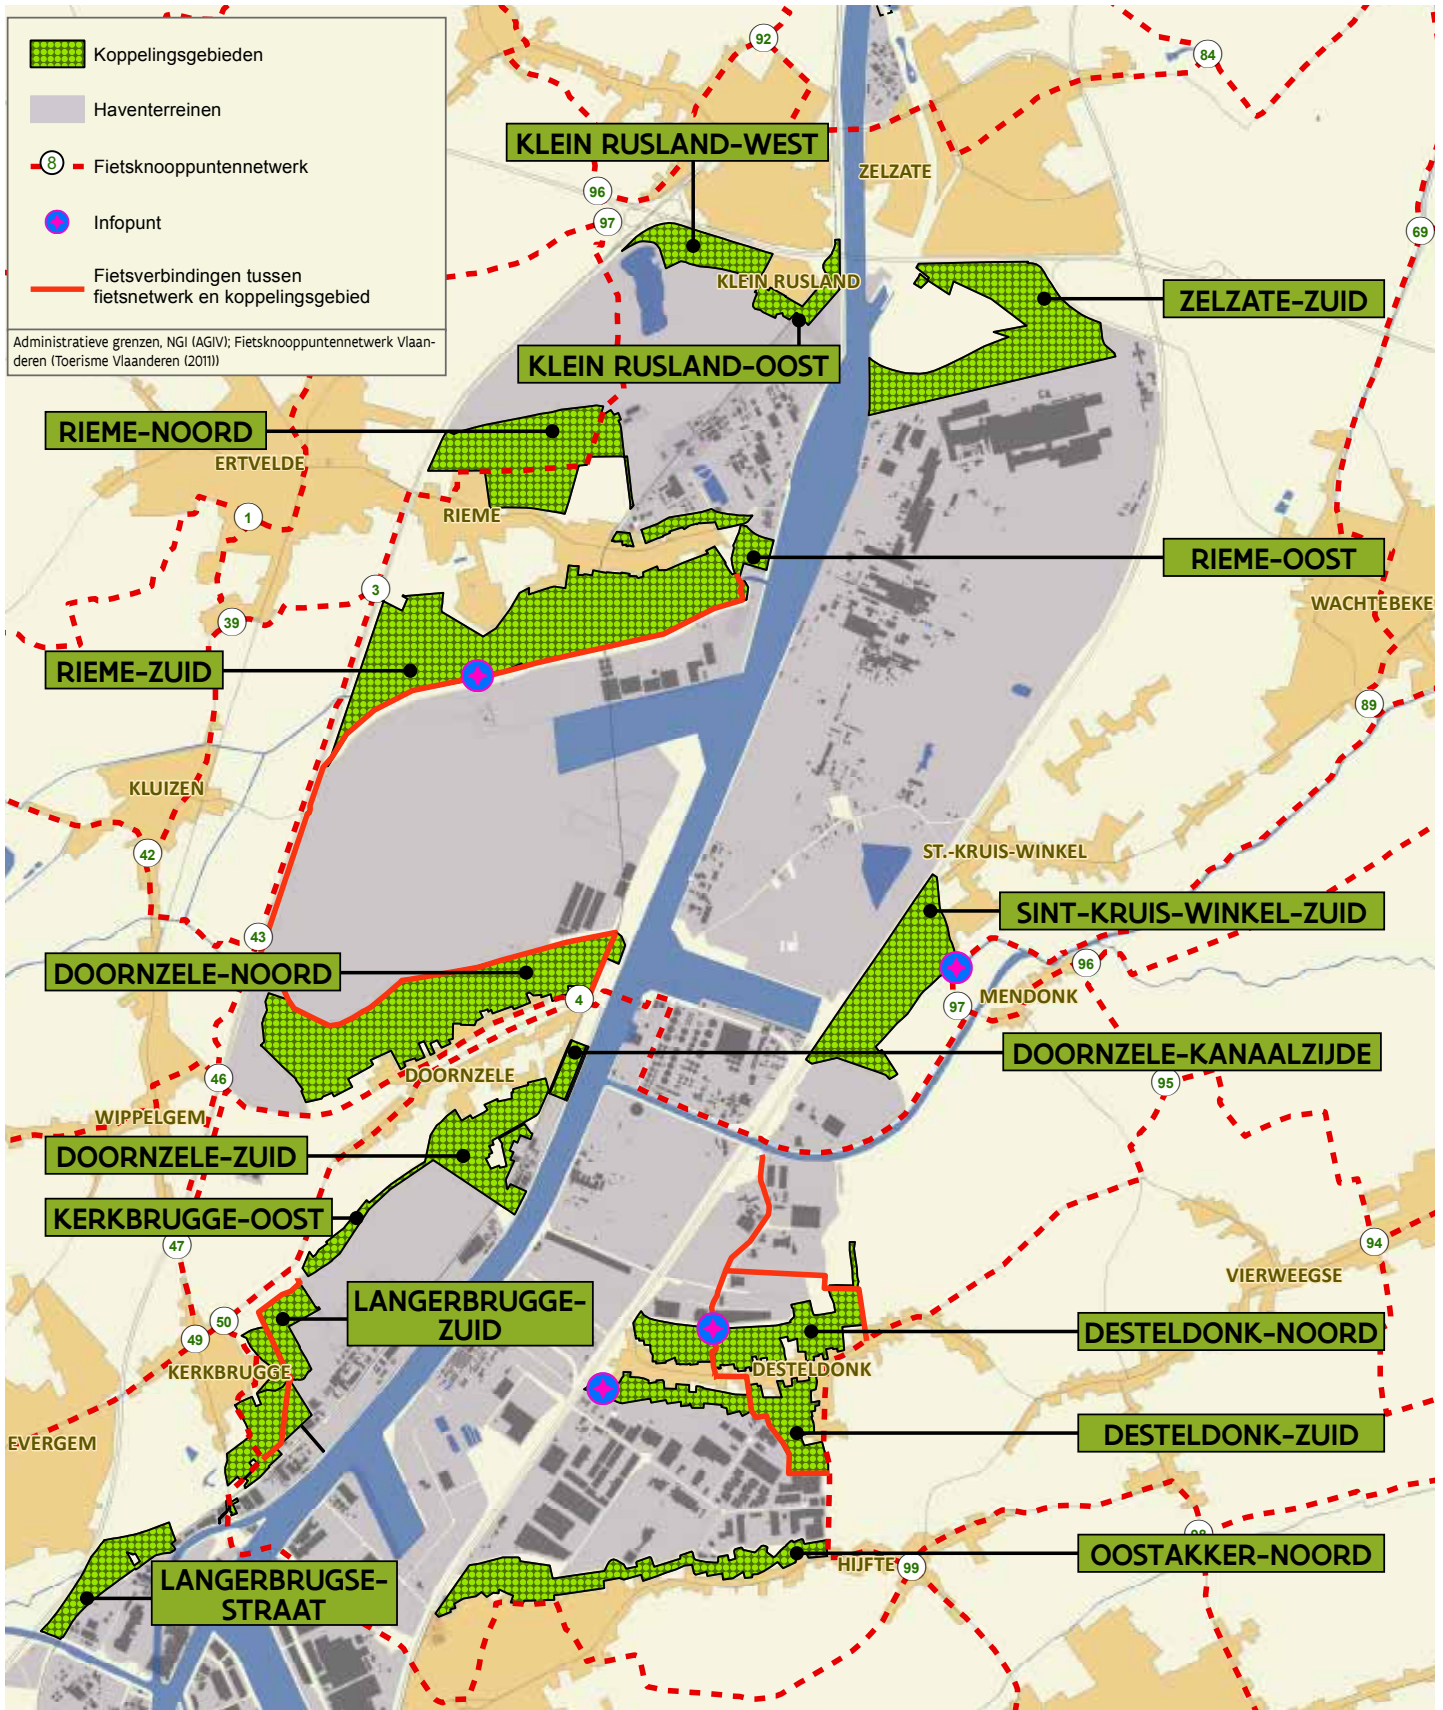 Koppelingsgebieden
Haventerreinen
8
Fietsknooppuntennetwerk
Infopunt
Fietsverbindingen tussen
fietsnetwerk en koppelingsgebied
Administratieve grenzen, NGI (AGIV); Fietsknooppuntennetwerk Vlaan-
deren (Toerisme Vlaanderen (2011))
92
84
KLEIN RUSLAND-WEST
ZELZATE
96
97
69
KLEIN RUSLAND
ZELZATE-ZUID
KLEIN RUSLAND-OOST
RIEME-NOORD
ERTVELDE
1
RIEME
RIEME-OOST
3
WACHTEBEKE
39
RIEME-ZUID
89
KLUIZEN
42
ST.-KRUIS-WINKEL
SINT-KRUIS-WINKEL-ZUID
43
DOORNZELE-NOORD
96
4
97
MENDONK
DOORNZELE-KANAALZIJDE
46
DOORNZELE
95
WIPPELGEM
DOORNZELE-ZUID
KERKBRUGGE-OOST
47
94
VIERWEEGSE
LANGERBRUGGE-
ZUID
50
49
DESTELDONK-NOORD
KERKBRUGGE
DESTELDONK
EVERGEM
DESTELDONK-ZUID
OOSTAKKER-NOORD
HIJFTE
99
LANGERBRUGSE-
STRAAT